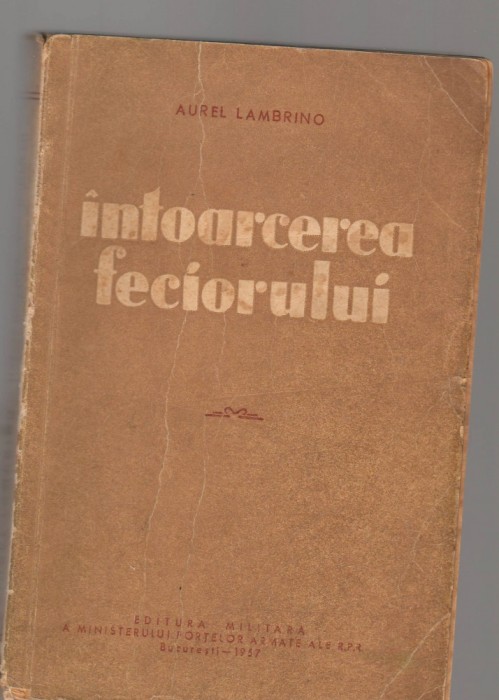 AUREL LAMBRINO
întoarcerea
feciorului
EDITURA MILITARĂ
A MINISTERULUI FORȚELOR ARMATE ALE R.P.R.
București — 1957